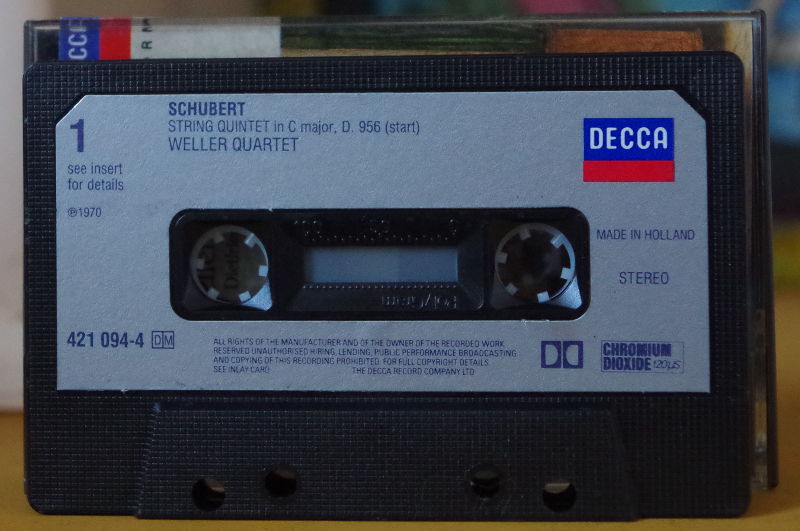 SCHUBERT
STRING QUINTET in C major, D. 956 (start)
WELLER QUARTET
1
see insert
for details
℗1970
DECCA
MADE IN HOLLAND
STEREO
421 094-4 DM
ALL RIGHTS OF THE MANUFACTURER AND OF THE OWNER OF THE RECORDED WORK
RESERVED UNAUTHORISED HIRING, LENDING, PUBLIC PERFORMANCE BROADCASTING
AND COPYING OF THIS RECORDING PROHIBITED. FOR FULL COPYRIGHT DETAILS
SEE INLAY CARD THE DECCA RECORD COMPANY LTD
CHROMIUM
DIOXIDE 120µS